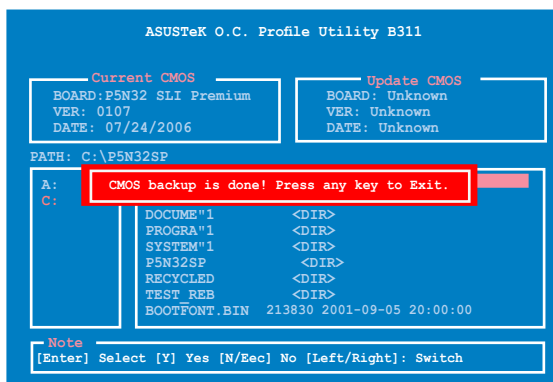 ASUSTeK O.C. Profile Utility B311
Current CMOS
BOARD:P5N32 SLI Premium
VER: 0107
DATE: 07/24/2006
Update CMOS
BOARD: Unknown
VER: Unknown
DATE: Unknown
PATH: C:\P5N32SP
A:
C:
CMOS backup is done! Press any key to Exit.
DOCUME"1 <DIR>
PROGRA"1 <DIR>
SYSTEM"1 <DIR>
P5N32SP <DIR>
RECYCLED <DIR>
TEST_REB <DIR>
BOOTFONT.BIN 213830 2001-09-05 20:00:00
Note
[Enter] Select [Y] Yes [N/Eec] No [Left/Right]: Switch